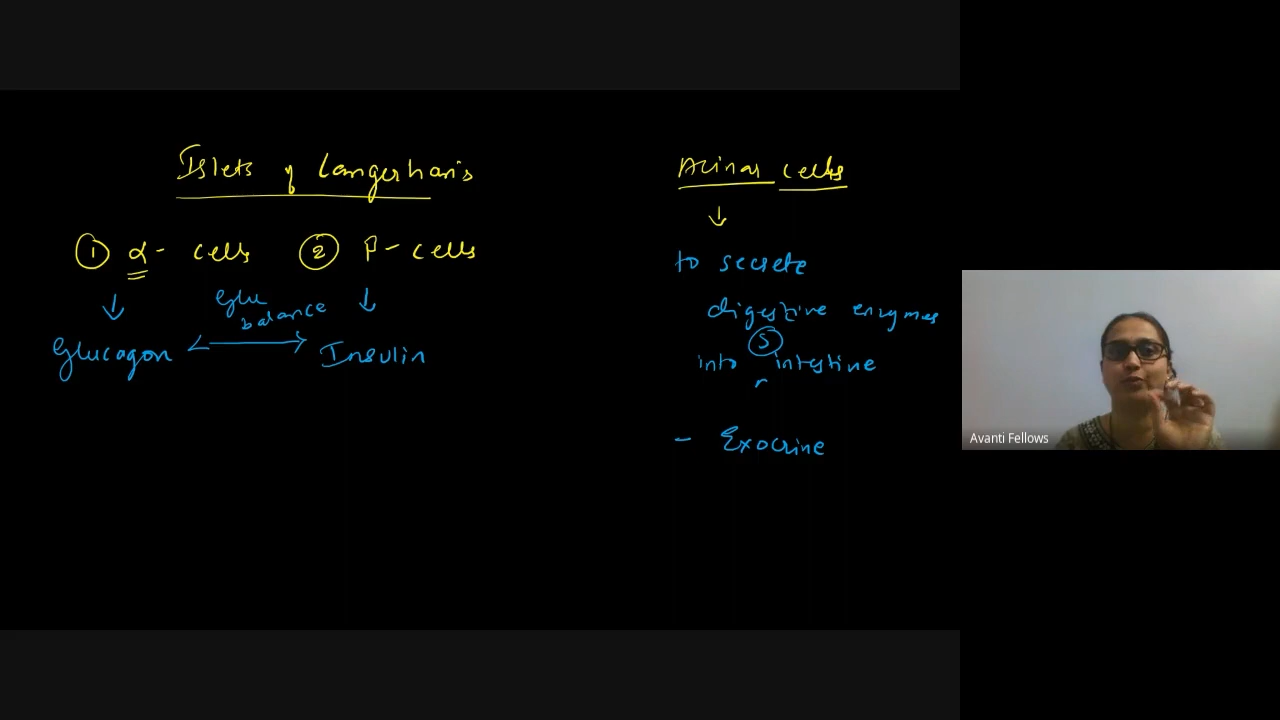 Islets of Langerhans
① α- cells ② β- cells
↓ ↓
Glu balance
Glucagon ⟷ Insulin
Acinar cells
↓
to secrete
digestive enzymes
into Ⓢ intestine
- Exocrine
Avanti Fellows